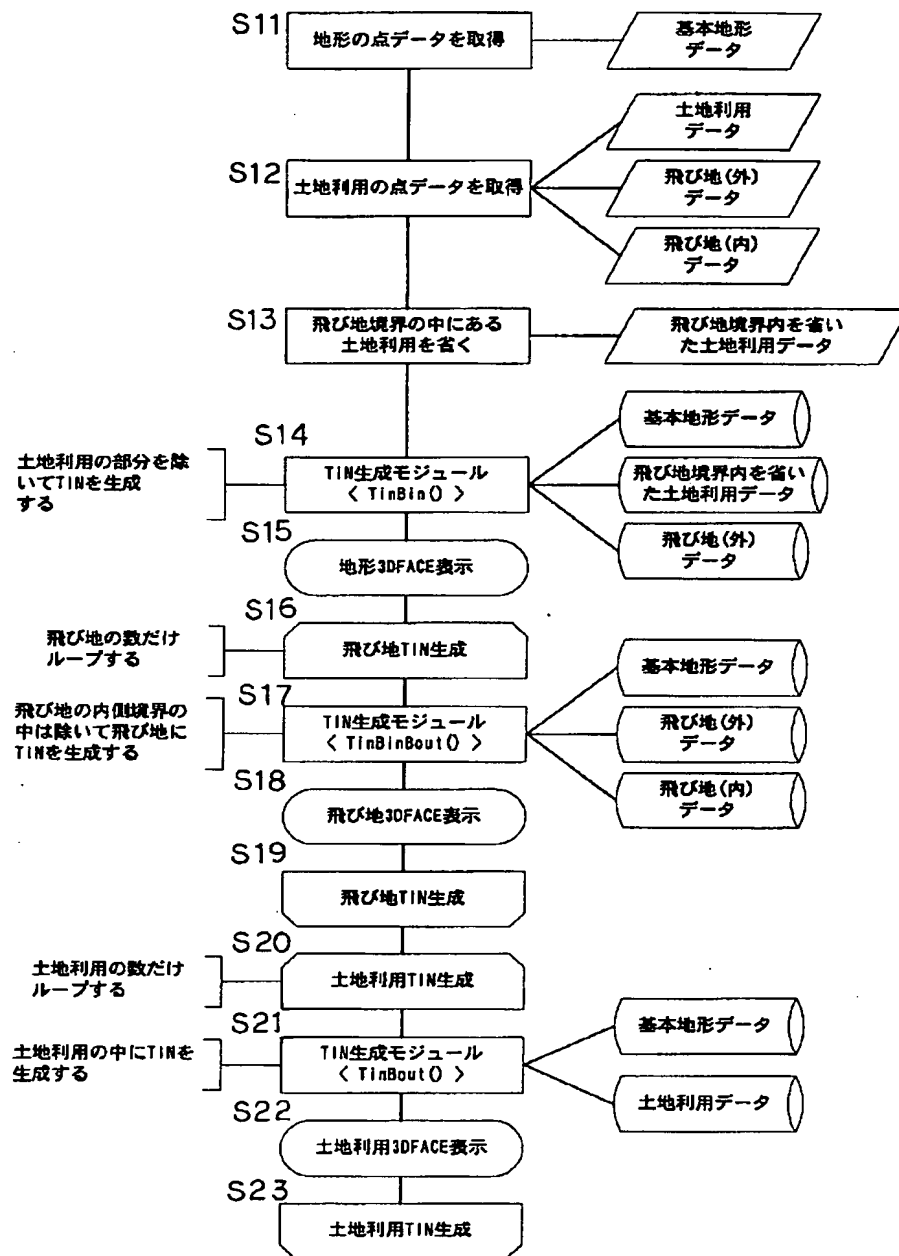 S11
地形の点データを取得
基本地形
データ
土地利用
データ
S12
土地利用の点データを取得
飛び地(外)
データ
飛び地(内)
データ
S13
飛び地境界の中にある
土地利用を省く
飛び地境界内を省い
た土地利用データ
S14
土地利用の部分を除
いてTINを生成
する
TIN生成モジュール
< TinBin() >
基本地形データ
飛び地境界内を省い
た土地利用データ
飛び地(外)
データ
S15
地形3DFACE表示
S16
飛び地の数だけ
ループする
飛び地TIN生成
S17
飛び地の内側境界の
中は除いて飛び地に
TINを生成する
TIN生成モジュール
< TinBinBout() >
基本地形データ
飛び地(外)
データ
飛び地(内)
データ
S18
飛び地3DFACE表示
S19
飛び地TIN生成
S20
土地利用の数だけ
ループする
土地利用TIN生成
S21
土地利用の中にTINを
生成する
TIN生成モジュール
< TinBout() >
基本地形データ
土地利用データ
S22
土地利用3DFACE表示
S23
土地利用TIN生成